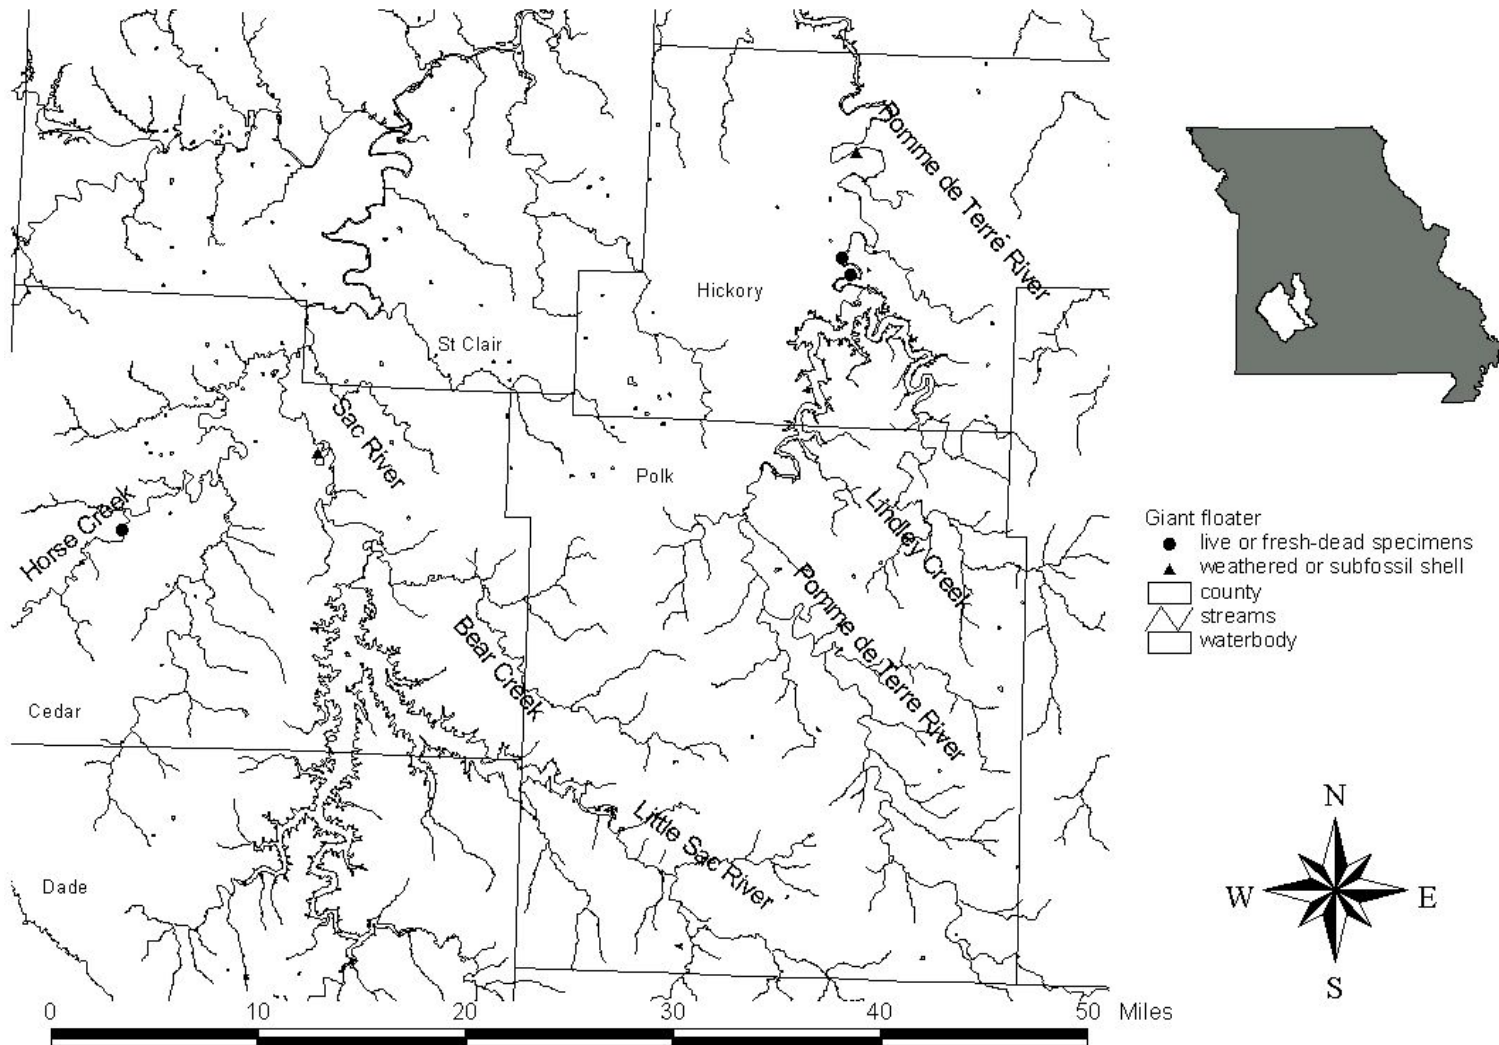 Pomme de Terre River
Hickory
St Clair
Sac River
Polk
Horse Creek
Lindley Creek
Pomme de Terre River
Bear Creek
Cedar
Little Sac River
Dade
Giant floater
live or fresh-dead specimens
weathered or subfossil shell
county
streams
waterbody
N
W E
S
0 10 20 30 40 50 Miles